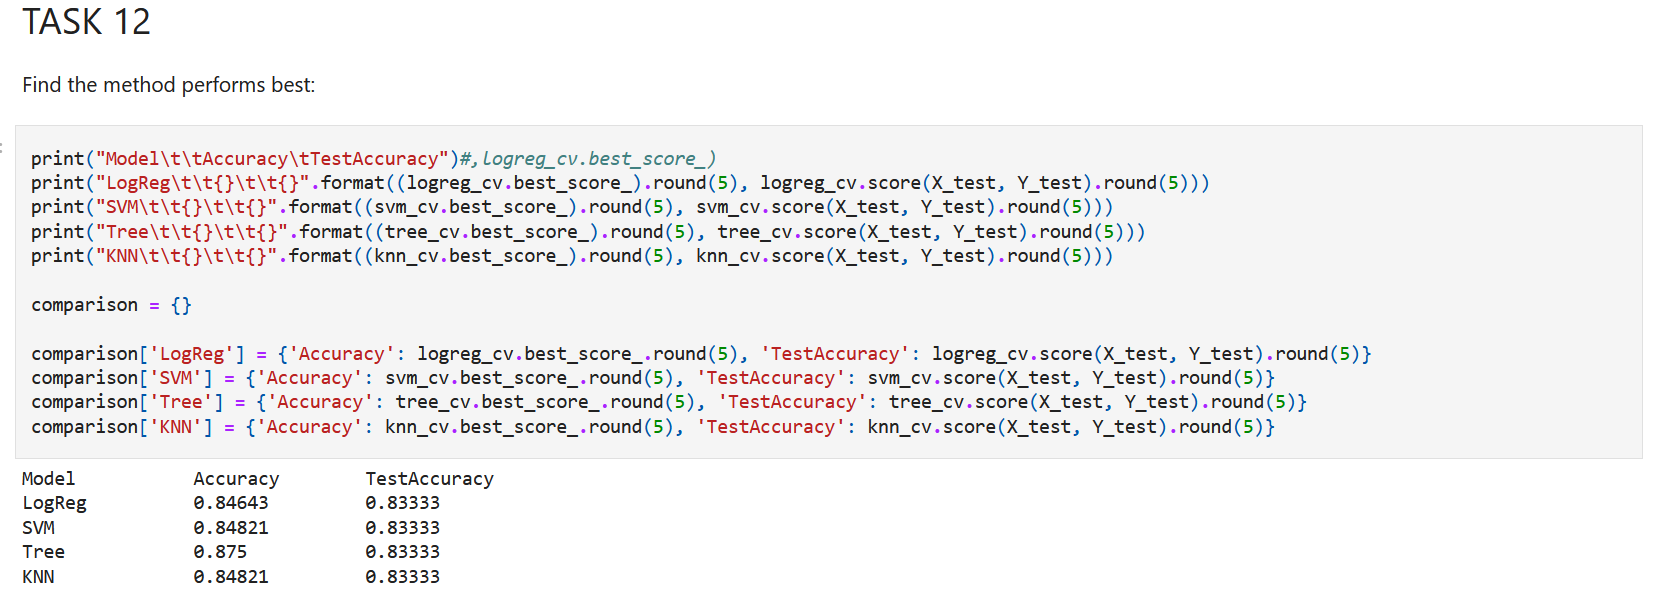 TASK 12
Find the method performs best:
print("Model\t\tAccuracy\tTestAccuracy")#,logreg_cv.best_score_)
print("LogReg\t\t{}\t\t{}".format((logreg_cv.best_score_).round(5), logreg_cv.score(X_test, Y_test).round(5)))
print("SVM\t\t{}\t\t{}".format((svm_cv.best_score_).round(5), svm_cv.score(X_test, Y_test).round(5)))
print("Tree\t\t{}\t\t{}".format((tree_cv.best_score_).round(5), tree_cv.score(X_test, Y_test).round(5)))
print("KNN\t\t{}\t\t{}".format((knn_cv.best_score_).round(5), knn_cv.score(X_test, Y_test).round(5)))
comparison = {}
comparison['LogReg'] = {'Accuracy': logreg_cv.best_score_.round(5), 'TestAccuracy': logreg_cv.score(X_test, Y_test).round(5)}
comparison['SVM'] = {'Accuracy': svm_cv.best_score_.round(5), 'TestAccuracy': svm_cv.score(X_test, Y_test).round(5)}
comparison['Tree'] = {'Accuracy': tree_cv.best_score_.round(5), 'TestAccuracy': tree_cv.score(X_test, Y_test).round(5)}
comparison['KNN'] = {'Accuracy': knn_cv.best_score_.round(5), 'TestAccuracy': knn_cv.score(X_test, Y_test).round(5)}
Model Accuracy TestAccuracy
LogReg 0.84643 0.83333
SVM 0.84821 0.83333
Tree 0.875 0.83333
KNN 0.84821 0.83333